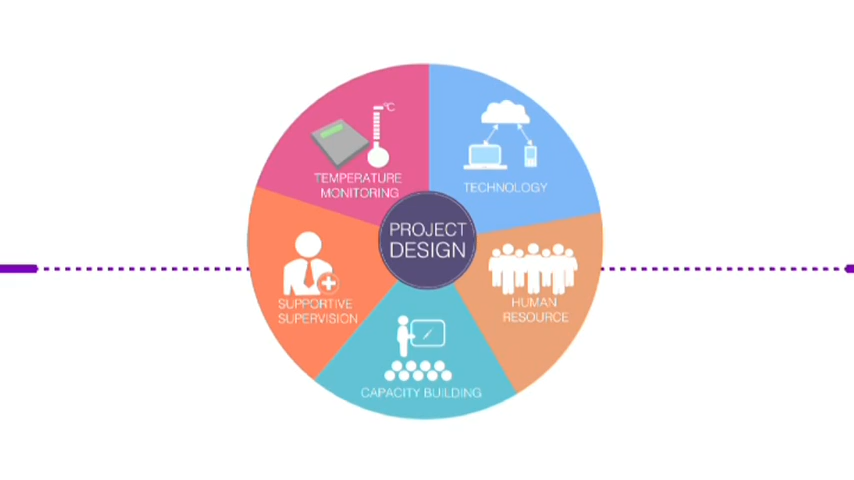 °C
TEMPERATURE
MONITORING
TECHNOLOGY
PROJECT
DESIGN
SUPPORTIVE
SUPERVISION
HUMAN
RESOURCE
CAPACITY BUILDING